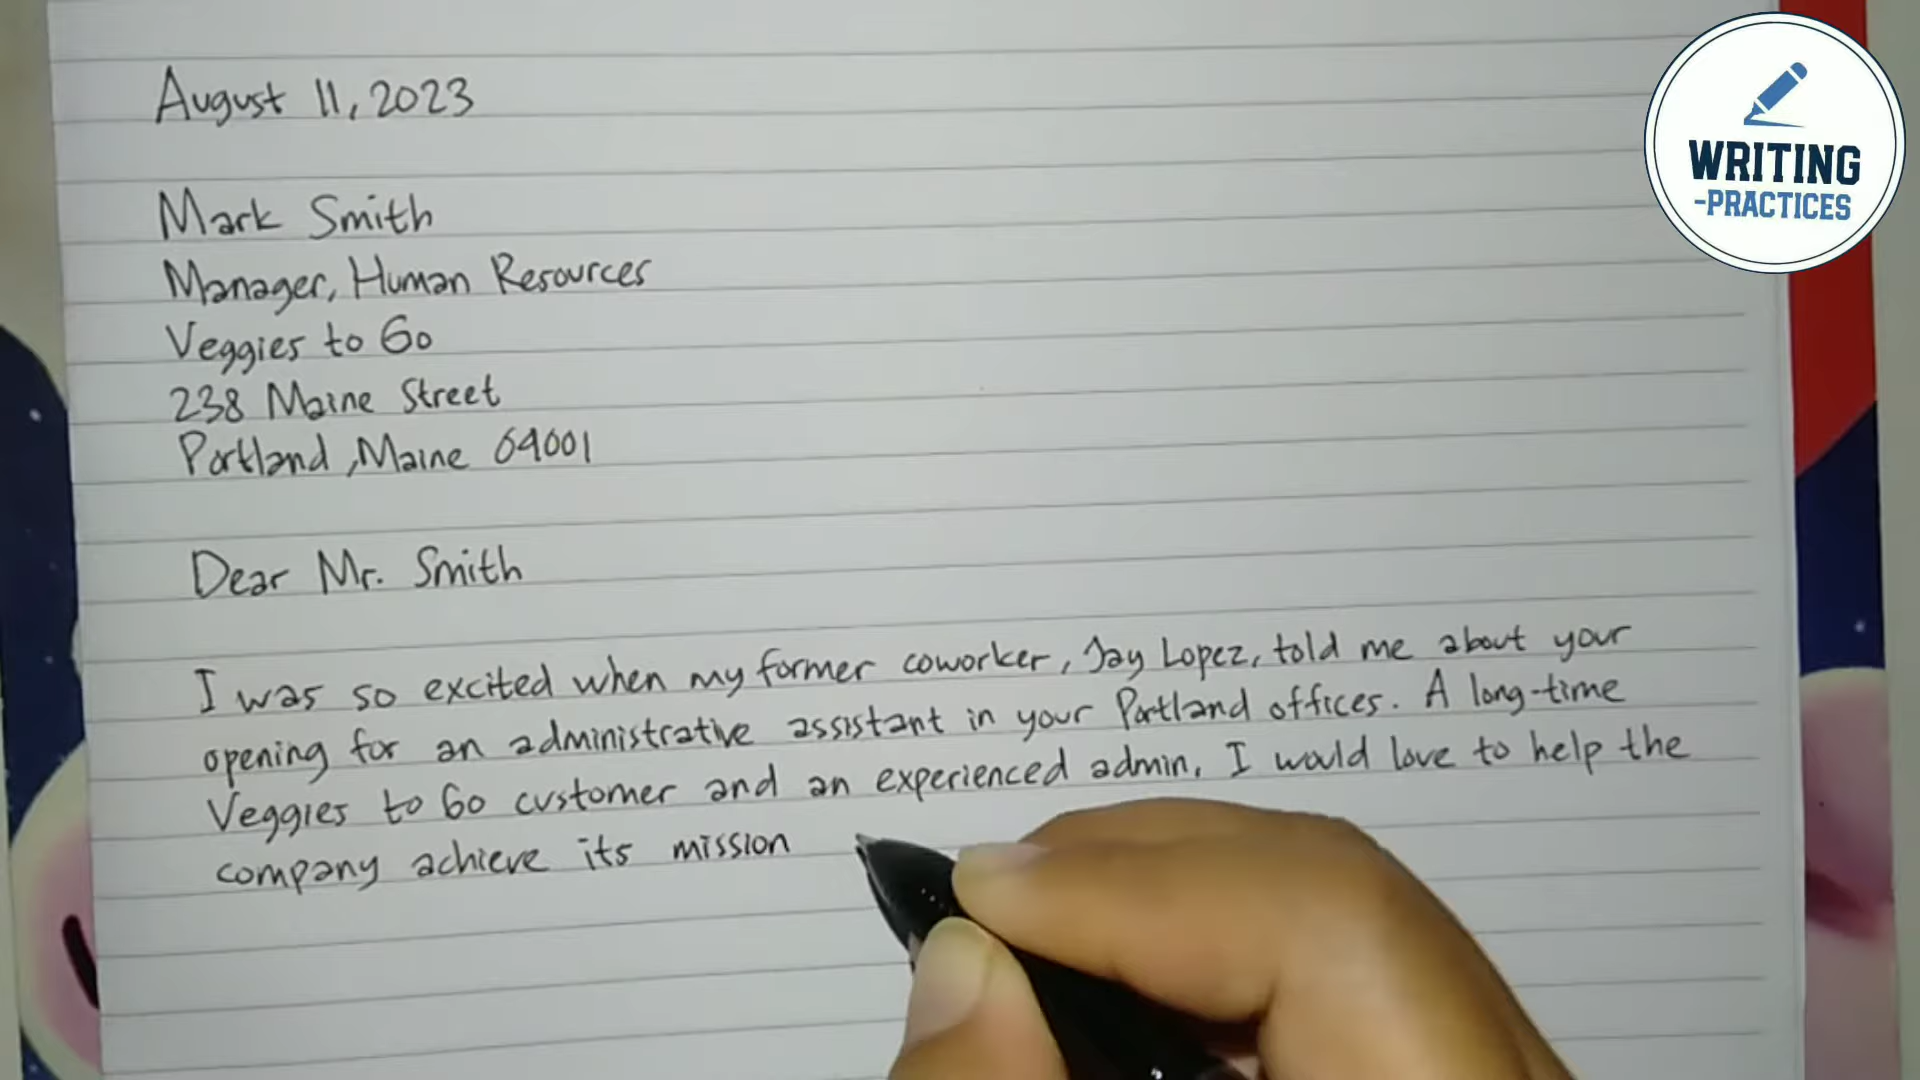 August 11, 2023
Mark Smith
Manager, Human Resources
Veggies to Go
238 Maine Street
Portland, Maine 04001
Dear Mr. Smith
I was so excited when my former coworker, Jay Lopez, told me about your
opening for an administrative assistant in your Portland offices. A long-time
Veggies to Go customer and an experienced admin, I would love to help the
company achieve its mission
WRITING
-PRACTICES